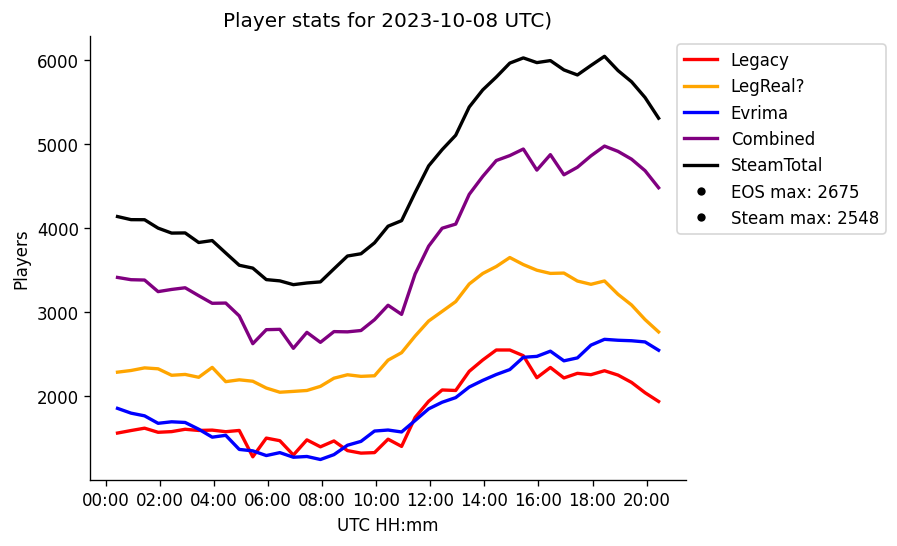 Player stats for 2023-10-08 UTC)
Legacy
LegReal?
Evrima
Combined
SteamTotal
EOS max: 2675
Steam max: 2548
6000
5000
4000
3000
2000
Players
00:00 02:00 04:00 06:00 08:00 10:00 12:00 14:00 16:00 18:00 20:00
UTC HH:mm